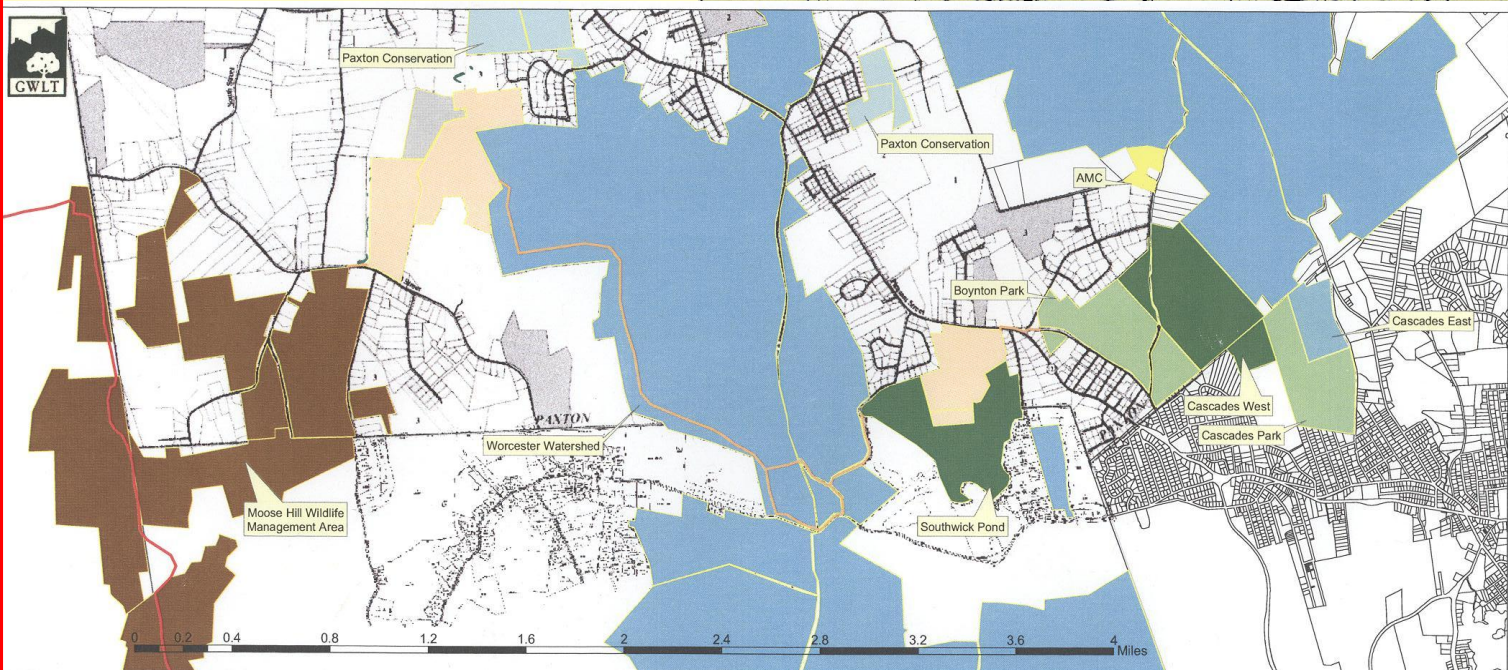 GWLT
Paxton Conservation
Paxton Conservation
AMC
Boynton Park
Cascades East
Cascades West
Cascades Park
PAXTON
PAXTON
Worcester Watershed
Moose Hill Wildlife
Management Area
Southwick Pond
0 0.2 0.4 0.8 1.2 1.6 2 2.4 2.8 3.2 3.6 4
Miles